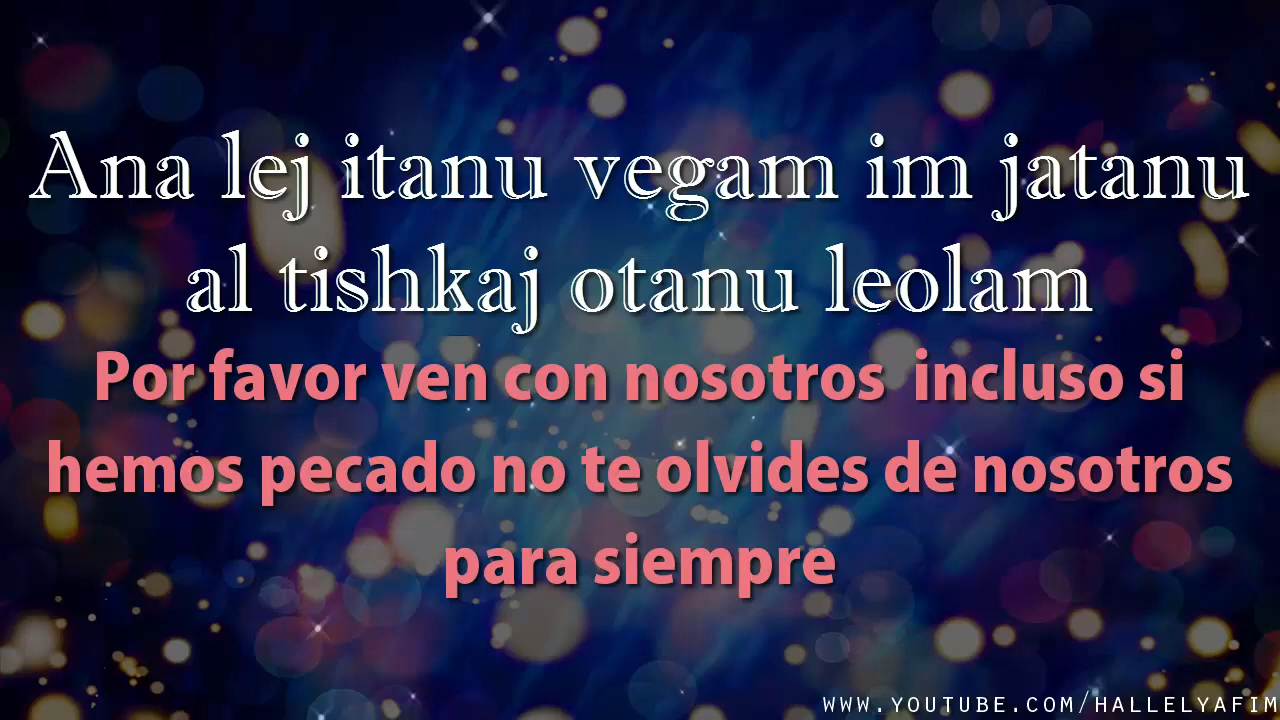 Ana lej itanu vegam im jatanu
al tishkaj otanu leolam
Por favor ven con nosotros incluso si
hemos pecado no te olvides de nosotros
para siempre
WWW.YOUTUBE.COM/HALLELYAFIM